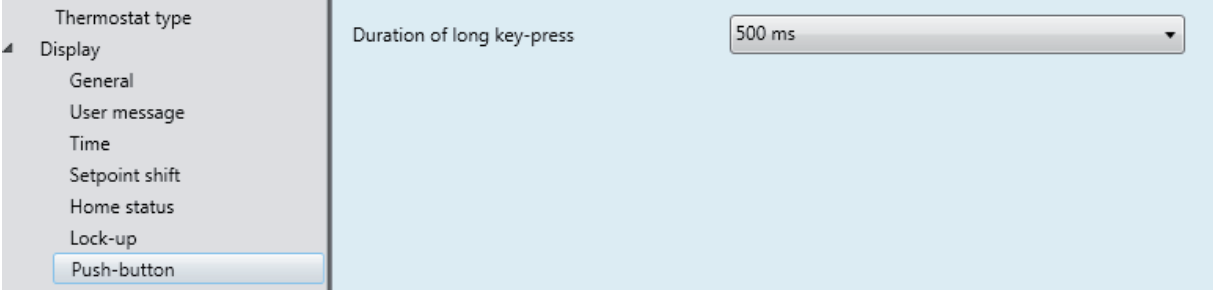 Thermostat type
Display
General
User message
Time
Setpoint shift
Home status
Lock-up
Push-button
Duration of long key-press
500 ms